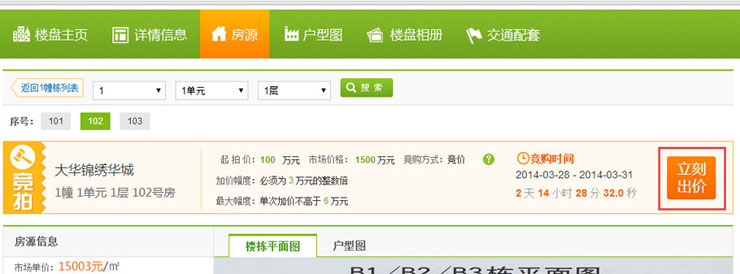 楼盘主页 详情信息 房源 户型图 楼盘相册 交通配套
返回1幢栋列表 1 1单元 1层 搜 索
序号: 101 102 103
竞拍
大华锦绣华城
1幢 1单元 1层 102号房
起 拍 价: 100 万元 市场价格: 1500 万元 竞购方式: 竞价 ?
加价幅度: 必须为 3 万元的整数倍
最大幅度: 单次加价不高于 6 万元
竞购时间
2014-03-28 - 2014-03-31
2 天 14 小时 28 分 32.0 秒
立刻
出价
房源信息
市场单价: 15003元/㎡
楼栋平面图 户型图
B1/B2/B3栋平面图